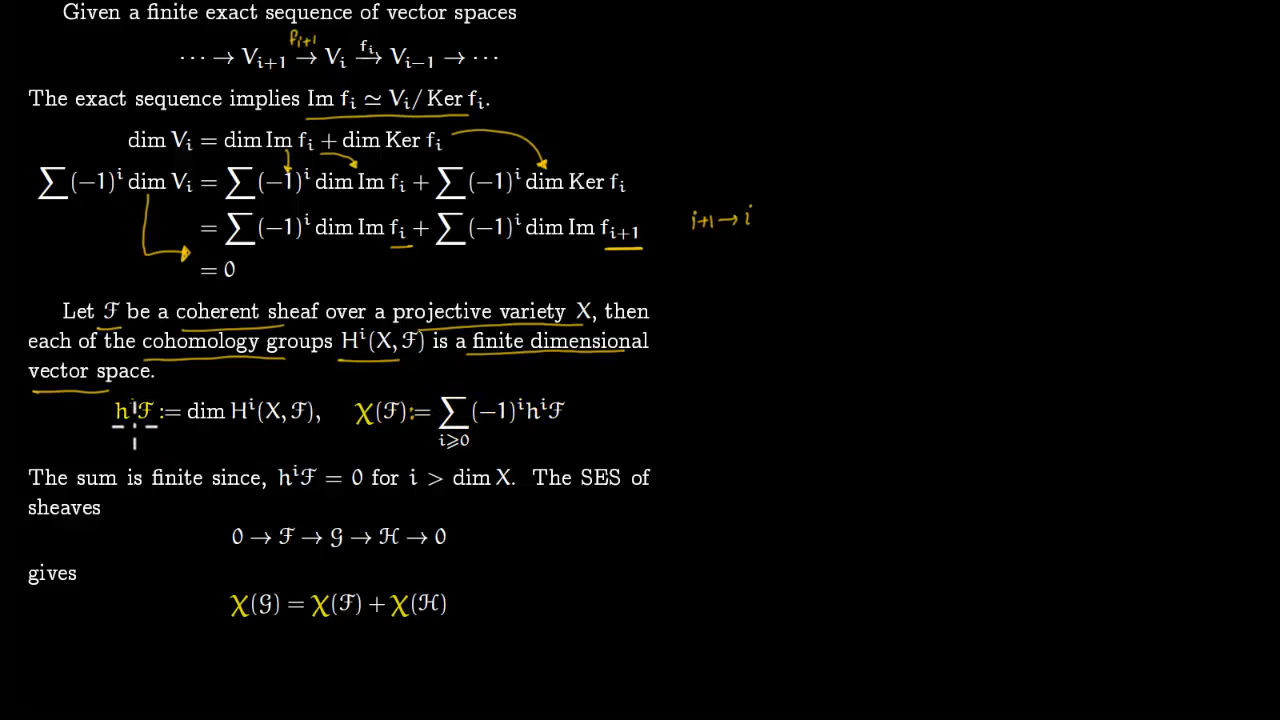 Given a finite exact sequence of vector spaces
f_{i+1}
⋯ → V_{i+1} → V_i →^{f_i} V_{i−1} → ⋯
The exact sequence implies Im f_i ≃ V_i/ Ker f_i.
dim V_i = dim Im f_i + dim Ker f_i
∑(−1)^i dim V_i = ∑(−1)^i dim Im f_i + ∑(−1)^i dim Ker f_i
= ∑(−1)^i dim Im f_i + ∑(−1)^i dim Im f_{i+1} i+1 → i
= 0
Let ℱ be a coherent sheaf over a projective variety X, then
each of the cohomology groups H^i(X, ℱ) is a finite dimensional
vector space.
h^iℱ := dim H^i(X, ℱ), χ(ℱ) := ∑_{i≥0} (−1)^i h^iℱ
The sum is finite since, h^iℱ = 0 for i > dim X. The SES of
sheaves
0 → ℱ → 𝒢 → ℋ → 0
gives
χ(𝒢) = χ(ℱ) + χ(ℋ)